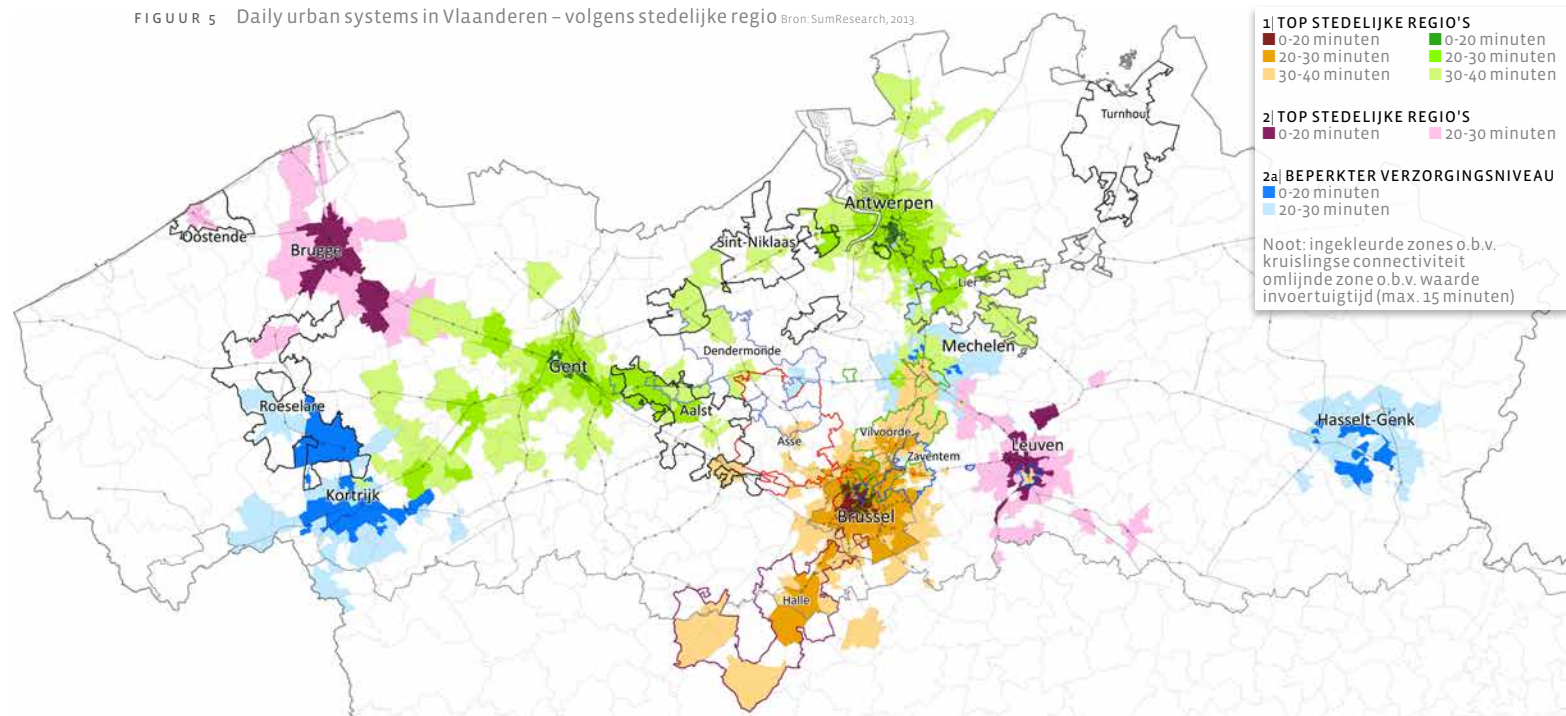 FIGUUR 5 Daily urban systems in Vlaanderen – volgens stedelijke regio Bron: SumResearch, 2013.
1| TOP STEDELIJKE REGIO'S
0-20 minuten 0-20 minuten
20-30 minuten 20-30 minuten
30-40 minuten 30-40 minuten
2| TOP STEDELIJKE REGIO'S
0-20 minuten 20-30 minuten
2a| BEPERKTER VERZORGINGSNIVEAU
0-20 minuten
20-30 minuten
Noot: ingekleurde zones o.b.v.
kruislingse connectiviteit
omlijnde zone o.b.v. waarde
invoertuigtijd (max. 15 minuten)
Turnhout
Antwerpen
Oostende
Brugge
Sint-Niklaas
Lier
Mechelen
Dendermonde
Gent
Roeselare
Aalst
Hasselt-Genk
Asse
Vilvoorde
Leuven
Zaventem
Kortrijk
Brussel
Halle